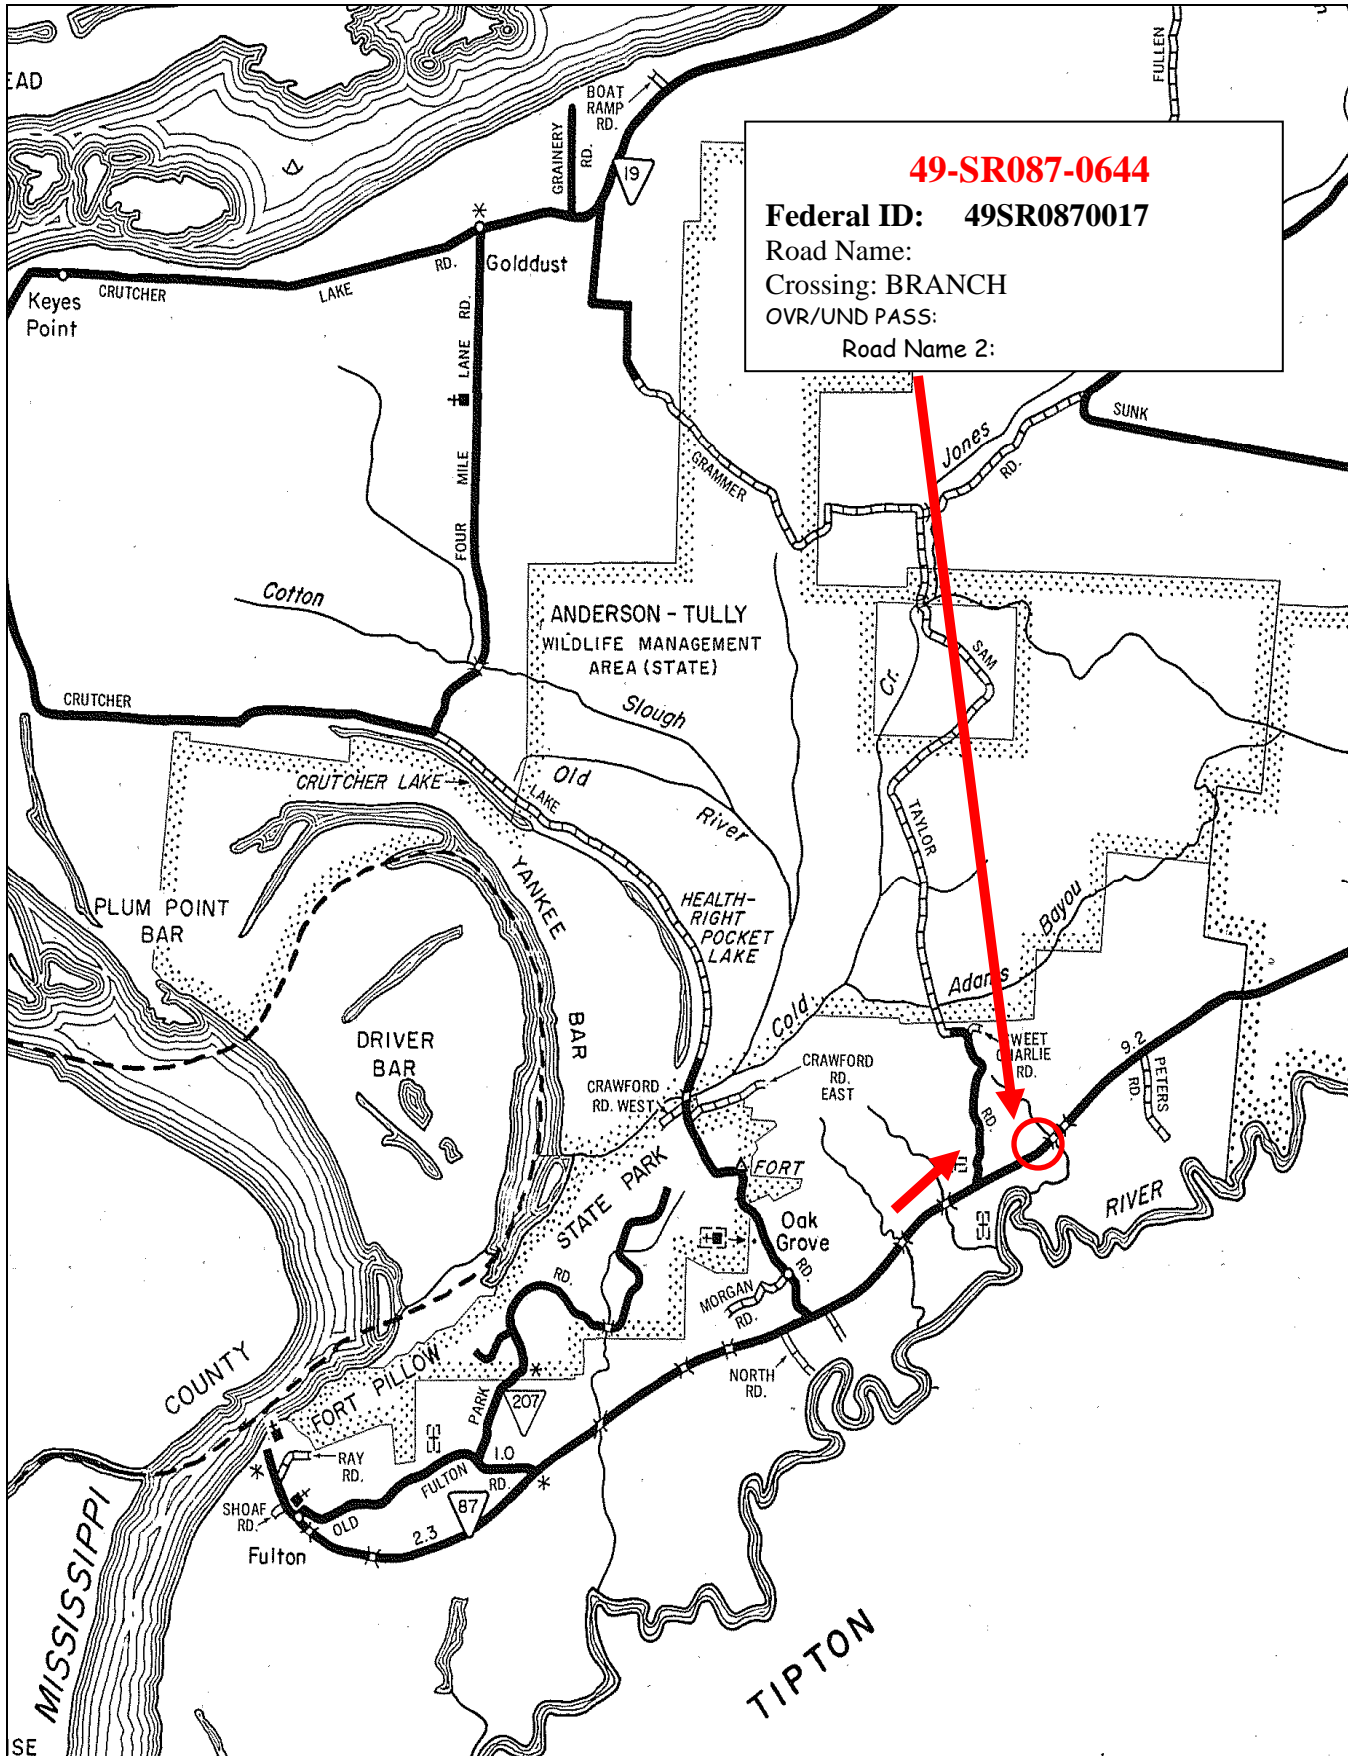 EAD
BOAT
RAMP
RD.
FULLEN
GRAINERY
RD.
19
49-SR087-0644
Federal ID: 49SR0870017
Road Name:
Crossing: BRANCH
OVR/UND PASS:
Road Name 2:
Golddust
Keyes
Point
CRUTCHER
LAKE
RD.
FOUR MILE LANE RD.
GRAMMER
Jones
RD.
SUNK
Cotton
ANDERSON - TULLY
WILDLIFE MANAGEMENT
AREA (STATE)
Slough
Cr.
SAM
CRUTCHER
CRUTCHER LAKE
Old
LAKE
River
TAYLOR
YANKEE
BAR
PLUM POINT
BAR
HEALTH-
RIGHT
POCKET
LAKE
Bayou
Adams
Cold
DRIVER
BAR
WEET
CHARLIE
RD.
RD.
9.2
PETERS
RD.
CRAWFORD
RD. WEST
CRAWFORD
RD.
EAST
FORT
STATE PARK
RIVER
Oak
Grove
RD.
RD.
MORGAN
RD.
NORTH
RD.
COUNTY
FORT PILLOW
PARK
207
RAY
RD.
1.0
FULTON
RD.
SHOAF
RD.
OLD
87
2.3
Fulton
MISSISSIPPI
TIPTON
SE